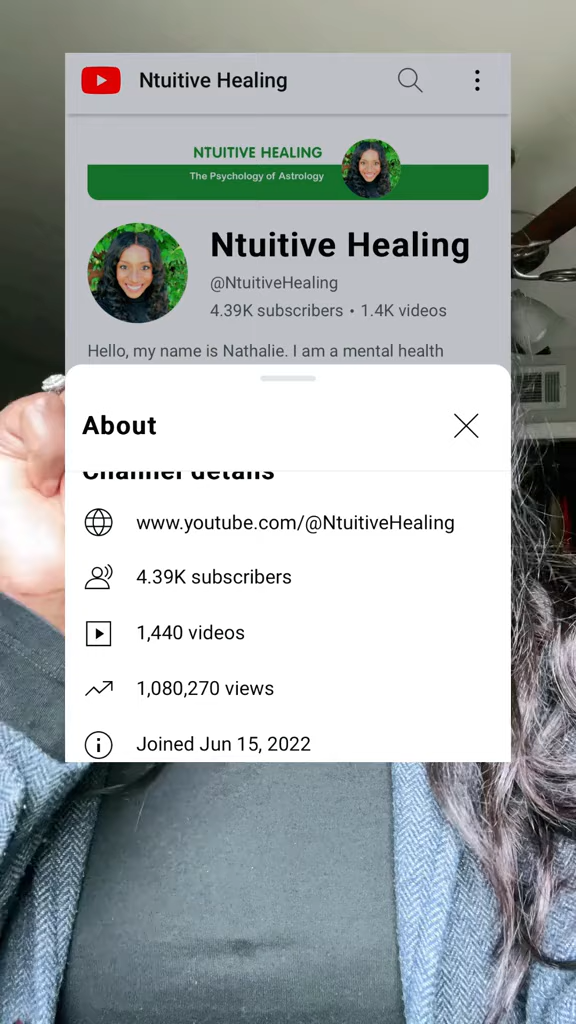 Ntuitive Healing
NTUITIVE HEALING
The Psychology of Astrology
Ntuitive Healing
@NtuitiveHealing
4.39K subscribers • 1.4K videos
Hello, my name is Nathalie. I am a mental health
About
Channel details
www.youtube.com/@NtuitiveHealing
4.39K subscribers
1,440 videos
1,080,270 views
Joined Jun 15, 2022